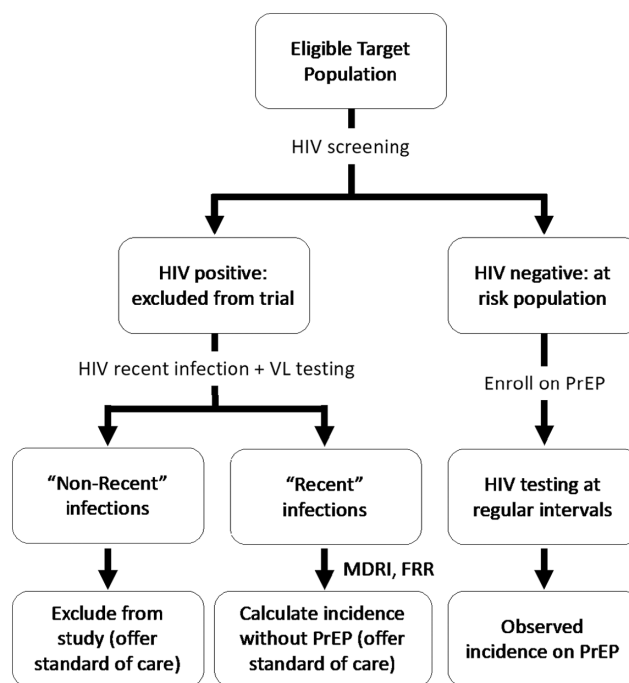 Eligible Target
Population
HIV screening
HIV positive:
excluded from trial
HIV negative: at
risk population
HIV recent infection + VL testing
Enroll on PrEP
“Non-Recent”
infections
“Recent”
infections
HIV testing at
regular intervals
MDRI, FRR
Exclude from
study (offer
standard of care)
Calculate incidence
without PrEP (offer
standard of care)
Observed
incidence on PrEP